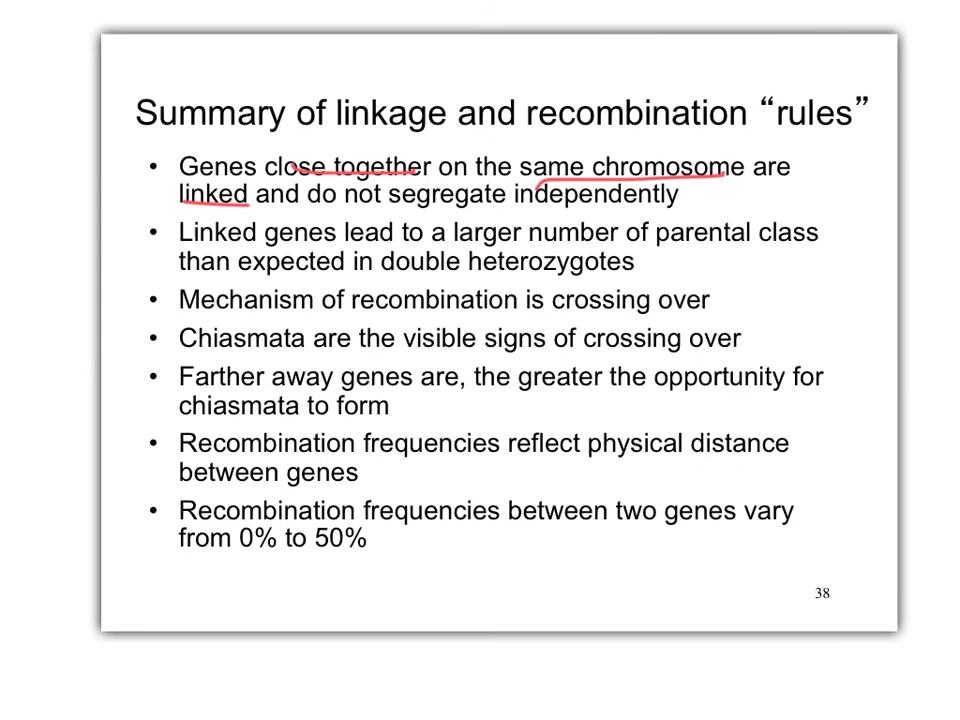 Summary of linkage and recombination “rules”
• Genes close together on the same chromosome are
linked and do not segregate independently
• Linked genes lead to a larger number of parental class
than expected in double heterozygotes
• Mechanism of recombination is crossing over
• Chiasmata are the visible signs of crossing over
• Farther away genes are, the greater the opportunity for
chiasmata to form
• Recombination frequencies reflect physical distance
between genes
• Recombination frequencies between two genes vary
from 0% to 50%
38